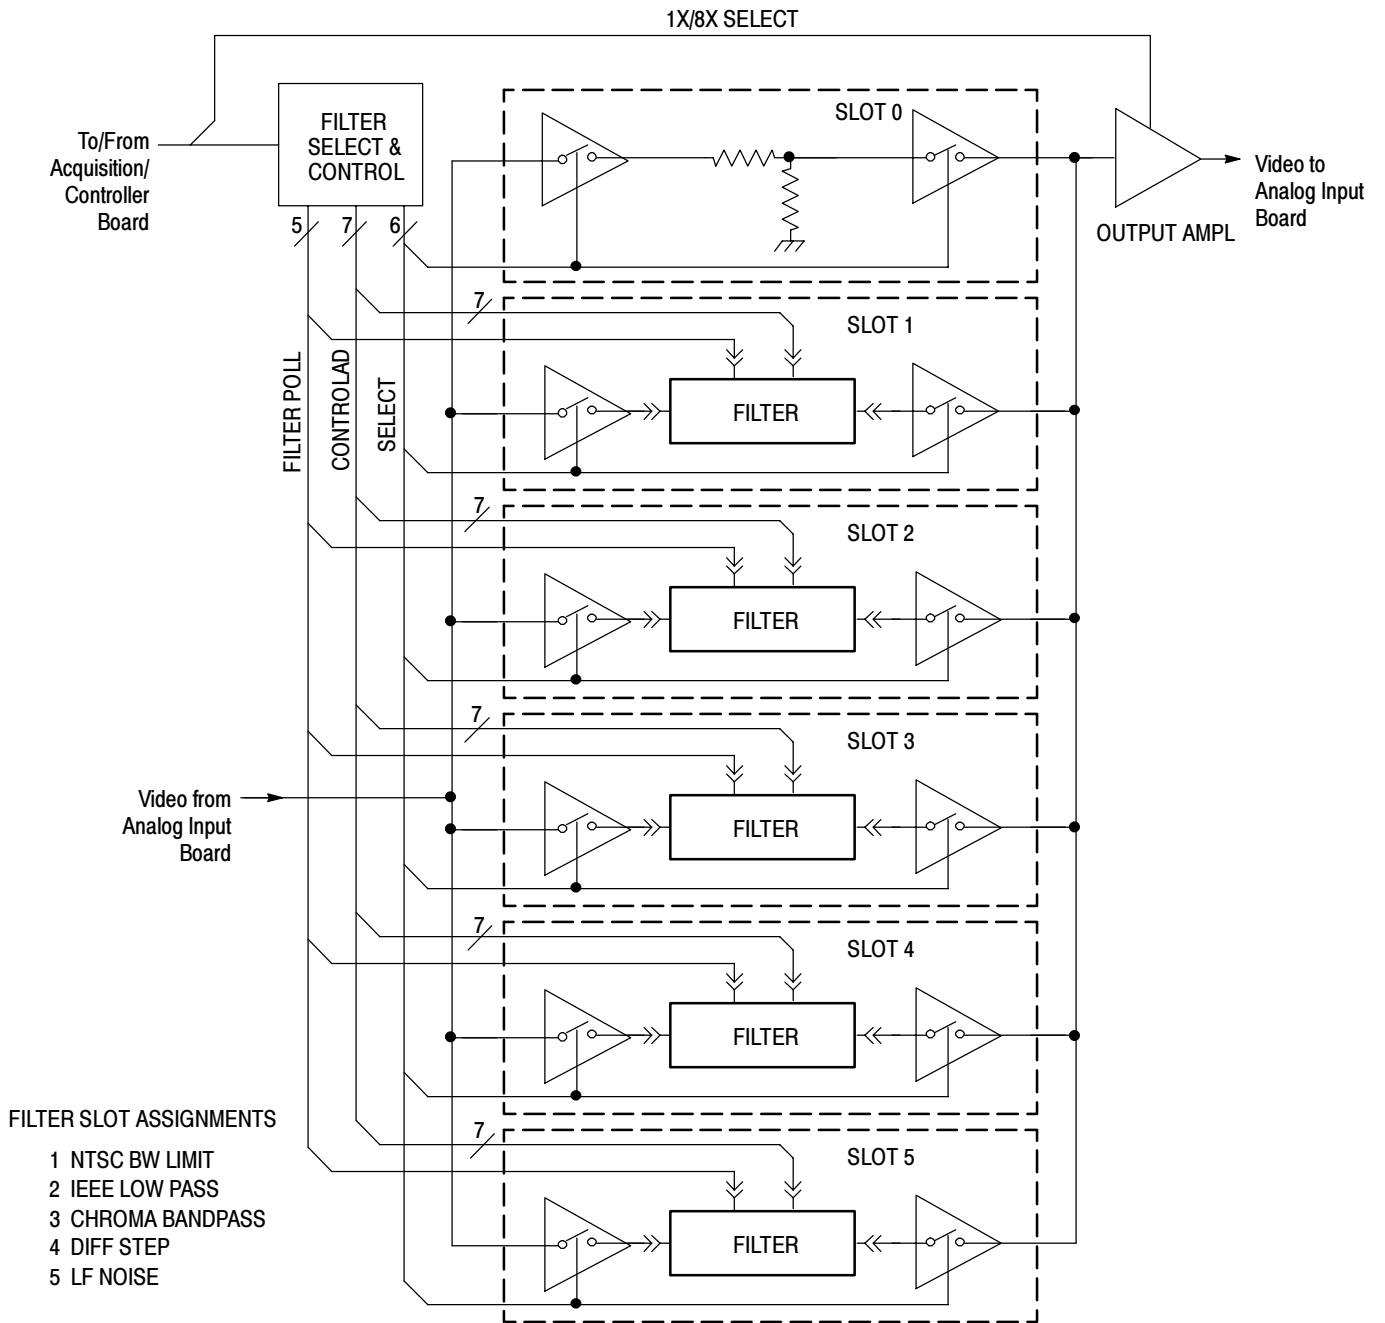 1X/8X SELECT
FILTER
SELECT &
CONTROL
To/From
Acquisition/
Controller
Board
5
7
6
SLOT 0
OUTPUT AMPL
Video to
Analog Input
Board
FILTER POLL
CONTROLAD
SELECT
7
SLOT 1
FILTER
7
SLOT 2
FILTER
7
SLOT 3
FILTER
Video from
Analog Input
Board
7
SLOT 4
FILTER
7
SLOT 5
FILTER
FILTER SLOT ASSIGNMENTS
1 NTSC BW LIMIT
2 IEEE LOW PASS
3 CHROMA BANDPASS
4 DIFF STEP
5 LF NOISE